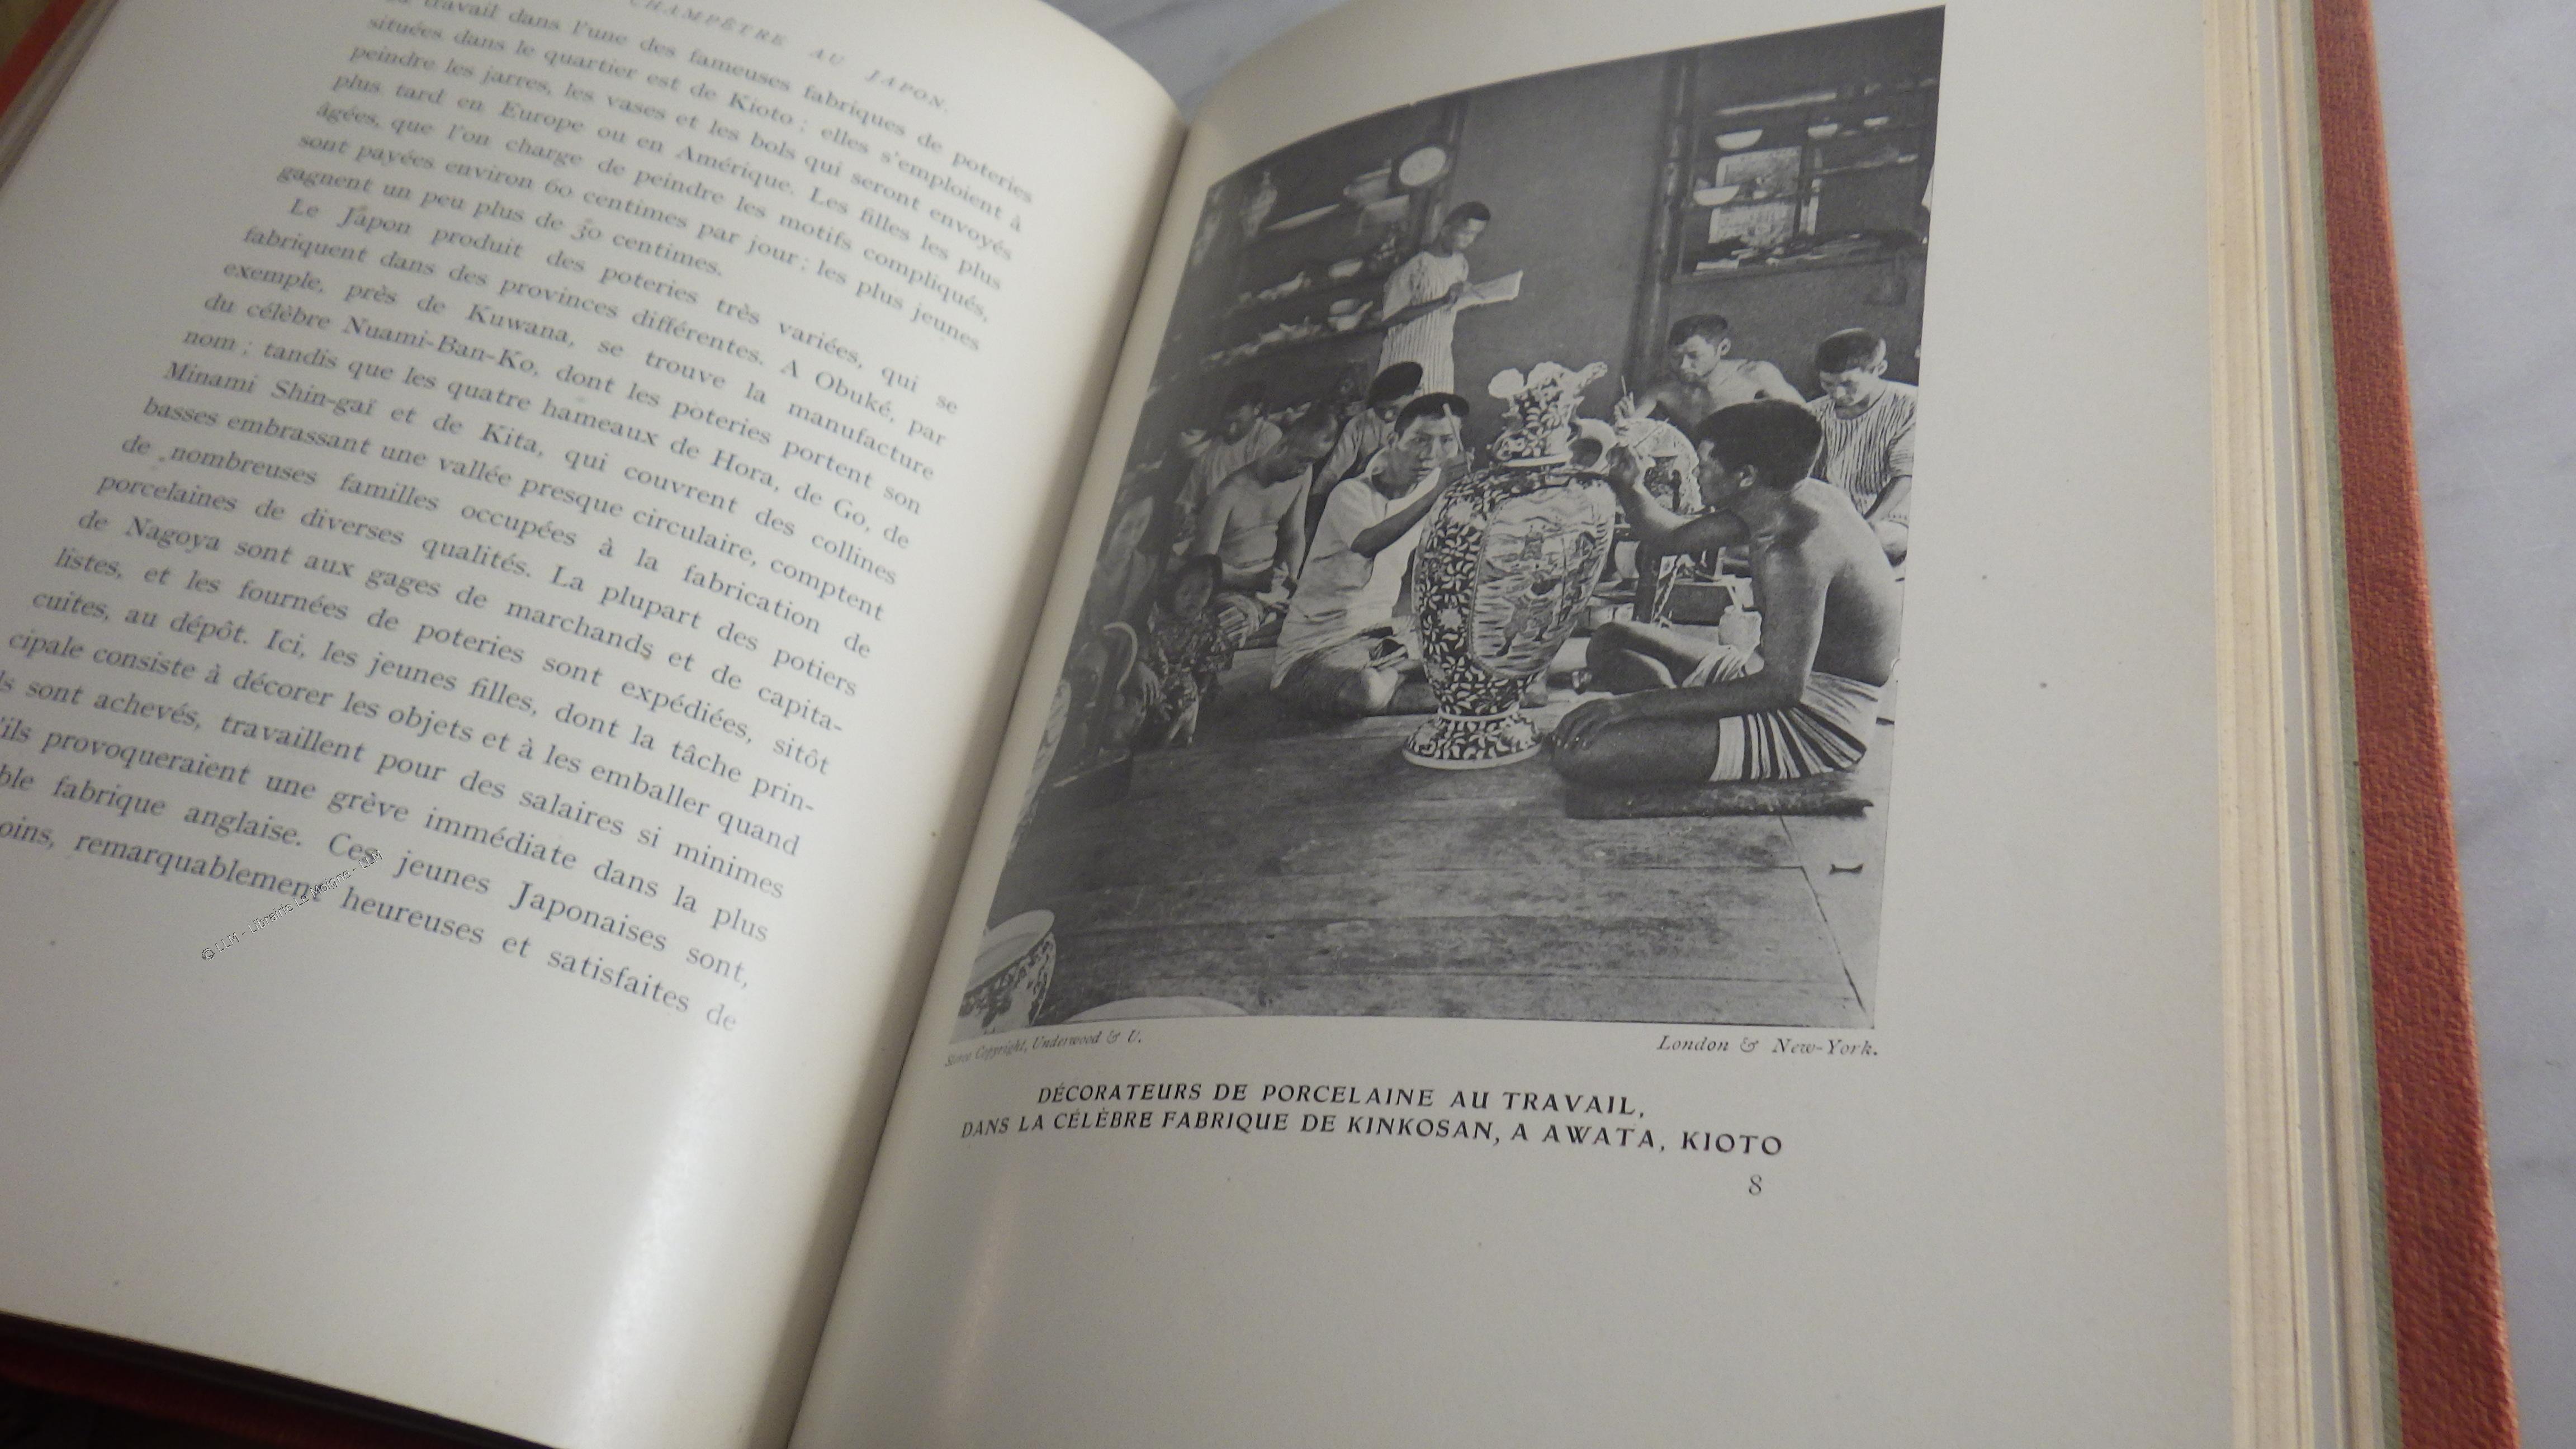 CHAMPÊTRE AU JAPON.
travail dans l'une des fameuses fabriques de poteries
situées dans le quartier est de Kioto ; elles s'emploient à
peindre les jarres, les vases et les bols qui seront envoyés
plus tard en Europe ou en Amérique. Les filles les plus
âgées, que l'on charge de peindre les motifs compliqués,
sont payées environ 60 centimes par jour ; les plus jeunes
gagnent un peu plus de 30 centimes.
Le Japon produit des poteries très variées, qui se
fabriquent dans des provinces différentes. A Obuké, par
exemple, près de Kuwana, se trouve la manufacture
du célèbre Nuami-Ban-Ko, dont les poteries portent son
nom ; tandis que les quatre hameaux de Hora, de Go, de
Minami Shin-gaï et de Kita, qui couvrent des collines
basses embrassant une vallée presque circulaire, comptent
de nombreuses familles occupées à la fabrication de
porcelaines de diverses qualités. La plupart des potiers
de Nagoya sont aux gages de marchands et de capita-
listes, et les fournées de poteries sont expédiées, sitôt
cuites, au dépôt. Ici, les jeunes filles, dont la tâche prin-
cipale consiste à décorer les objets et à les emballer quand
ls sont achevés, travaillent pour des salaires si minimes
'ils provoqueraient une grève immédiate dans la plus
ble fabrique anglaise. Ces jeunes Japonaises sont,
oins, remarquablement heureuses et satisfaites de
© LLM - Librairie Le Moigne - LLM
Stereo Copyright, Underwood & U.
London & New-York.
DÉCORATEURS DE PORCELAINE AU TRAVAIL,
DANS LA CÉLÈBRE FABRIQUE DE KINKOSAN, A AWATA, KIOTO
8